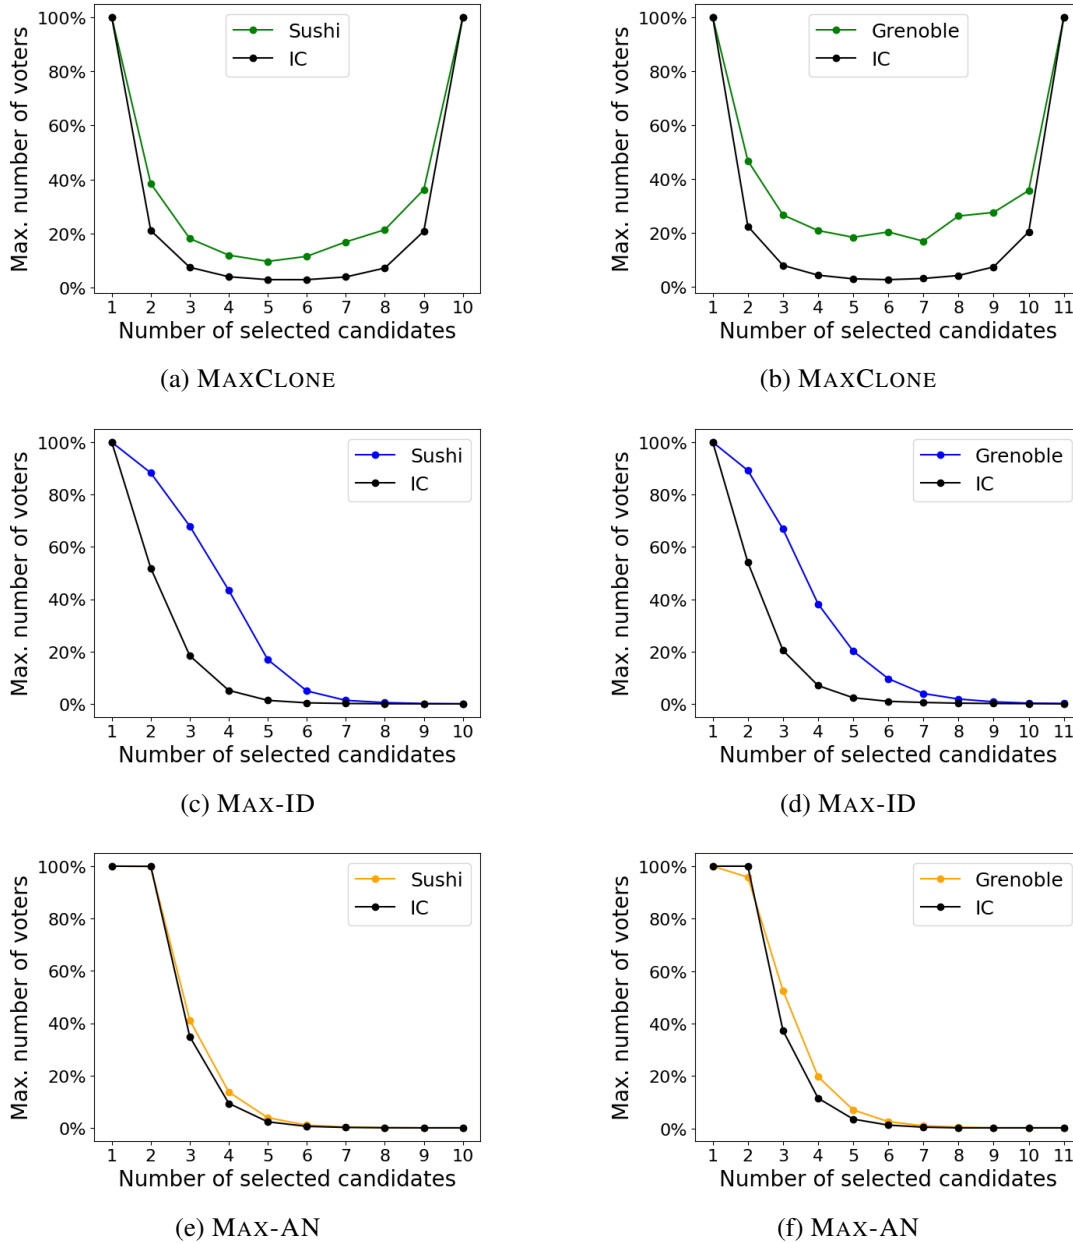 Max. number of voters
100%
80%
60%
40%
20%
0%
Sushi
IC
1 2 3 4 5 6 7 8 9 10
Number of selected candidates
(a) MAXCLONE
Max. number of voters
100%
80%
60%
40%
20%
0%
Grenoble
IC
1 2 3 4 5 6 7 8 9 10 11
Number of selected candidates
(b) MAXCLONE
Max. number of voters
100%
80%
60%
40%
20%
0%
Sushi
IC
1 2 3 4 5 6 7 8 9 10
Number of selected candidates
(c) MAX-ID
Max. number of voters
100%
80%
60%
40%
20%
0%
Grenoble
IC
1 2 3 4 5 6 7 8 9 10 11
Number of selected candidates
(d) MAX-ID
Max. number of voters
100%
80%
60%
40%
20%
0%
Sushi
IC
1 2 3 4 5 6 7 8 9 10
Number of selected candidates
(e) MAX-AN
Max. number of voters
100%
80%
60%
40%
20%
0%
Grenoble
IC
1 2 3 4 5 6 7 8 9 10 11
Number of selected candidates
(f) MAX-AN